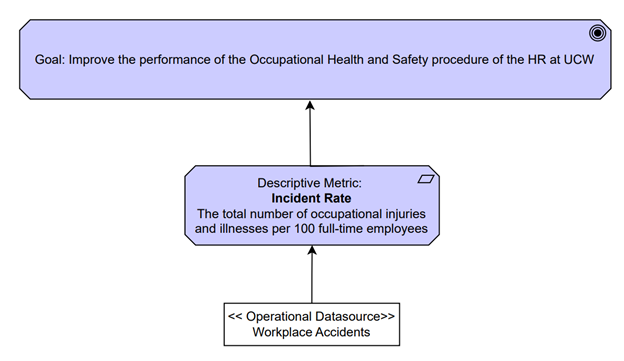 Goal: Improve the performance of the Occupational Health and Safety procedure of the HR at UCW
Descriptive Metric:
Incident Rate
The total number of occupational injuries
and illnesses per 100 full-time employees
<< Operational Datasource>>
Workplace Accidents